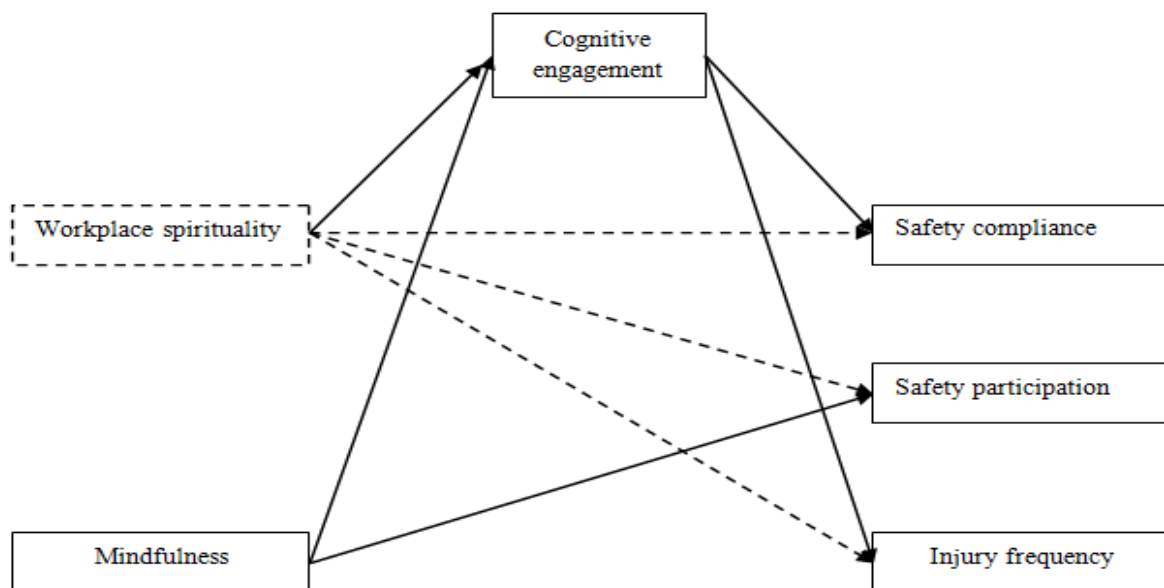 Cognitive
engagement
Workplace spirituality
Safety compliance
Safety participation
Mindfulness
Injury frequency